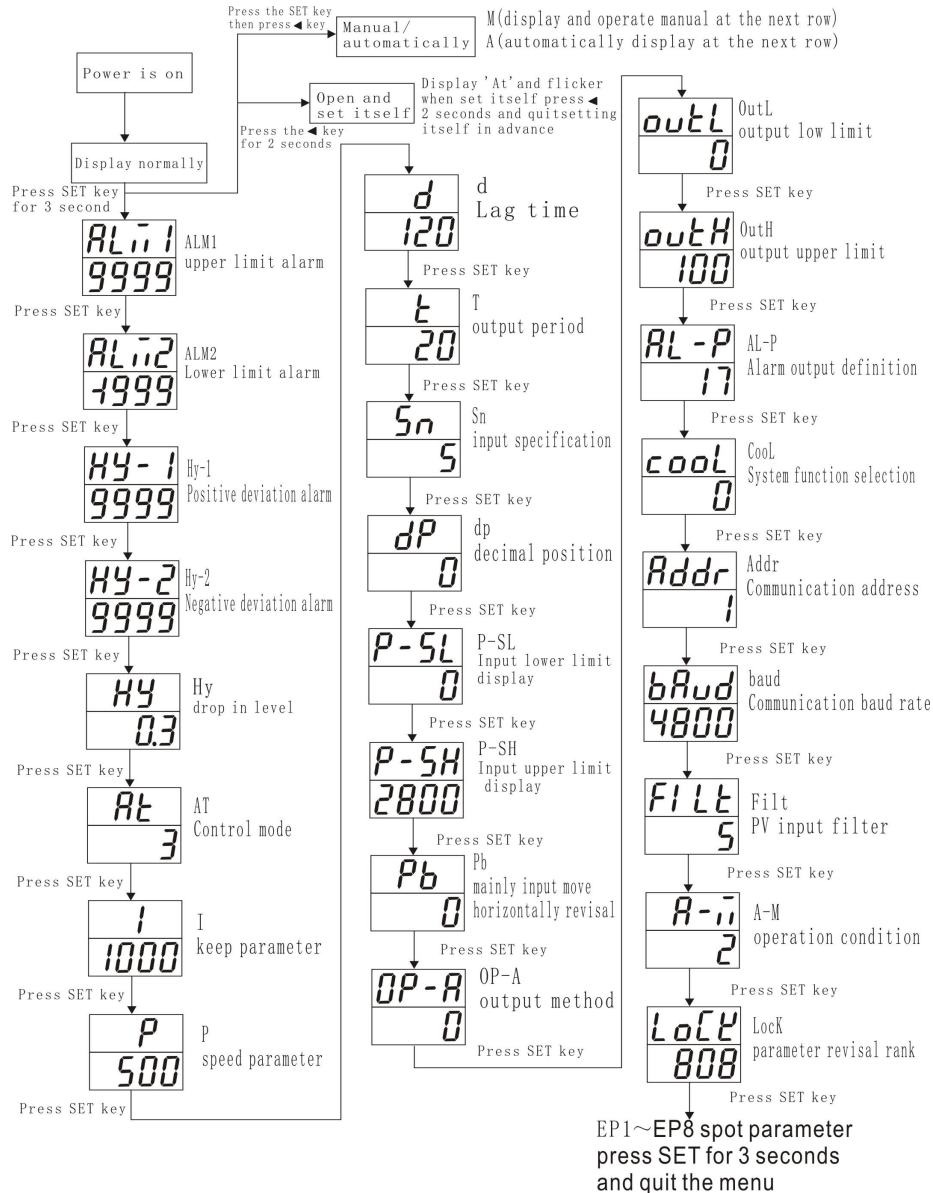 Press the SET key
then press ◀ key
Manual/
automatically
M(display and operate manual at the next row)
A(automatically display at the next row)
Power is on
Open and
set itself
Display 'At'and flicker
when set itself press ◀
2 seconds and quitsetting
itself in advance
Press the ◀ key
for 2 seconds
Display normally
Press SET key
for 3 second
ALM1
9999
ALM1
upper limit alarm
Press SET key
ALM2
-1999
ALM2
Lower limit alarm
Press SET key
HY-1
9999
Hy-1
Positive deviation alarm
Press SET key
HY-2
9999
Hy-2
Negative deviation alarm
Press SET key
HY
0.3
Hy
drop in level
Press SET key
At
3
AT
Control mode
Press SET key
I
1000
I
keep parameter
Press SET key
P
500
P
speed parameter
Press SET key
d
120
d
Lag time
Press SET key
t
20
T
output period
Press SET key
Sn
5
Sn
input specification
Press SET key
dP
0
dp
decimal position
Press SET key
P-SL
0
P-SL
Input lower limit
display
Press SET key
P-SH
2800
P-SH
Input upper limit
display
Press SET key
Pb
0
Pb
mainly input move
horizontally revisal
Press SET key
OP-A
0
OP-A
output method
Press SET key
outL
0
OutL
output low limit
Press SET key
outH
100
OutH
output upper limit
Press SET key
AL-P
17
AL-P
Alarm output definition
Press SET key
cool
0
CooL
System function selection
Press SET key
Addr
1
Addr
Communication address
Press SET key
bAud
4800
baud
Communication baud rate
Press SET key
FILt
5
Filt
PV input filter
Press SET key
A-M
2
A-M
operation condition
Press SET key
LoCK
808
LocK
parameter revisal rank
Press SET key
EP1~EP8 spot parameter
press SET for 3 seconds
and quit the menu